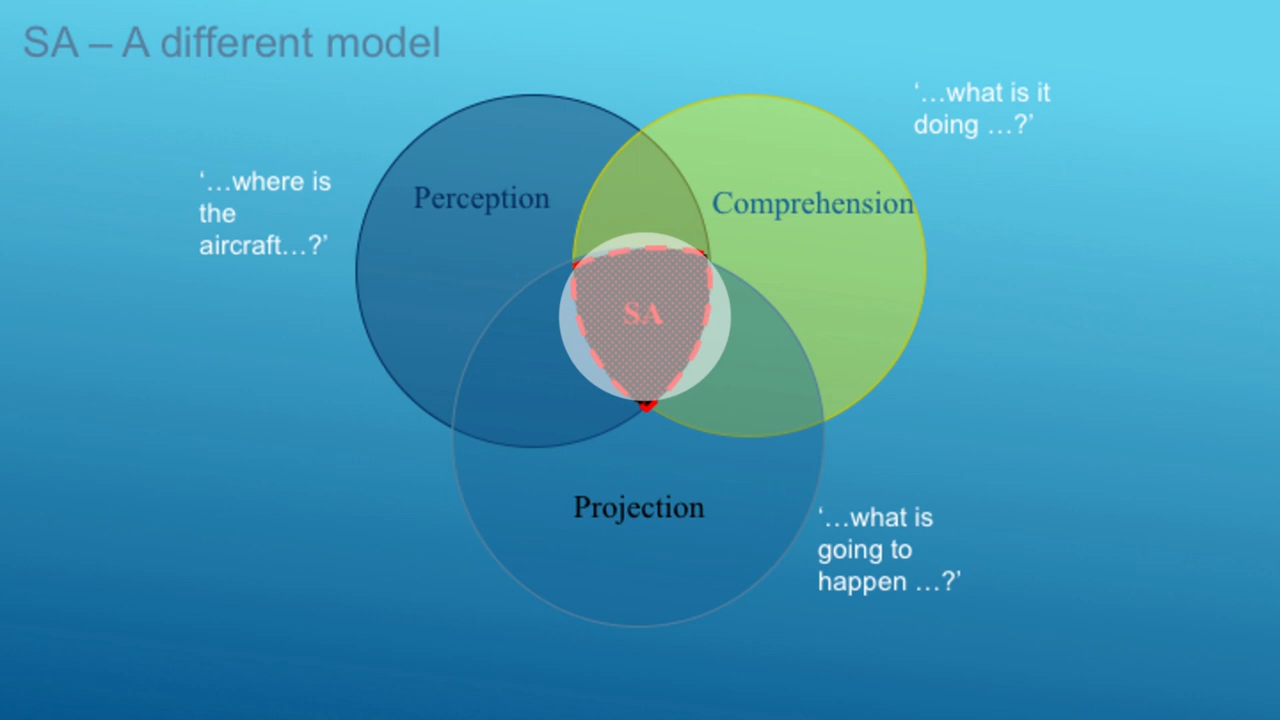 SA – A different model
‘…what is it
doing …?’
‘…where is
the
aircraft…?’
Perception
Comprehension
SA
Projection
‘…what is
going to
happen …?’